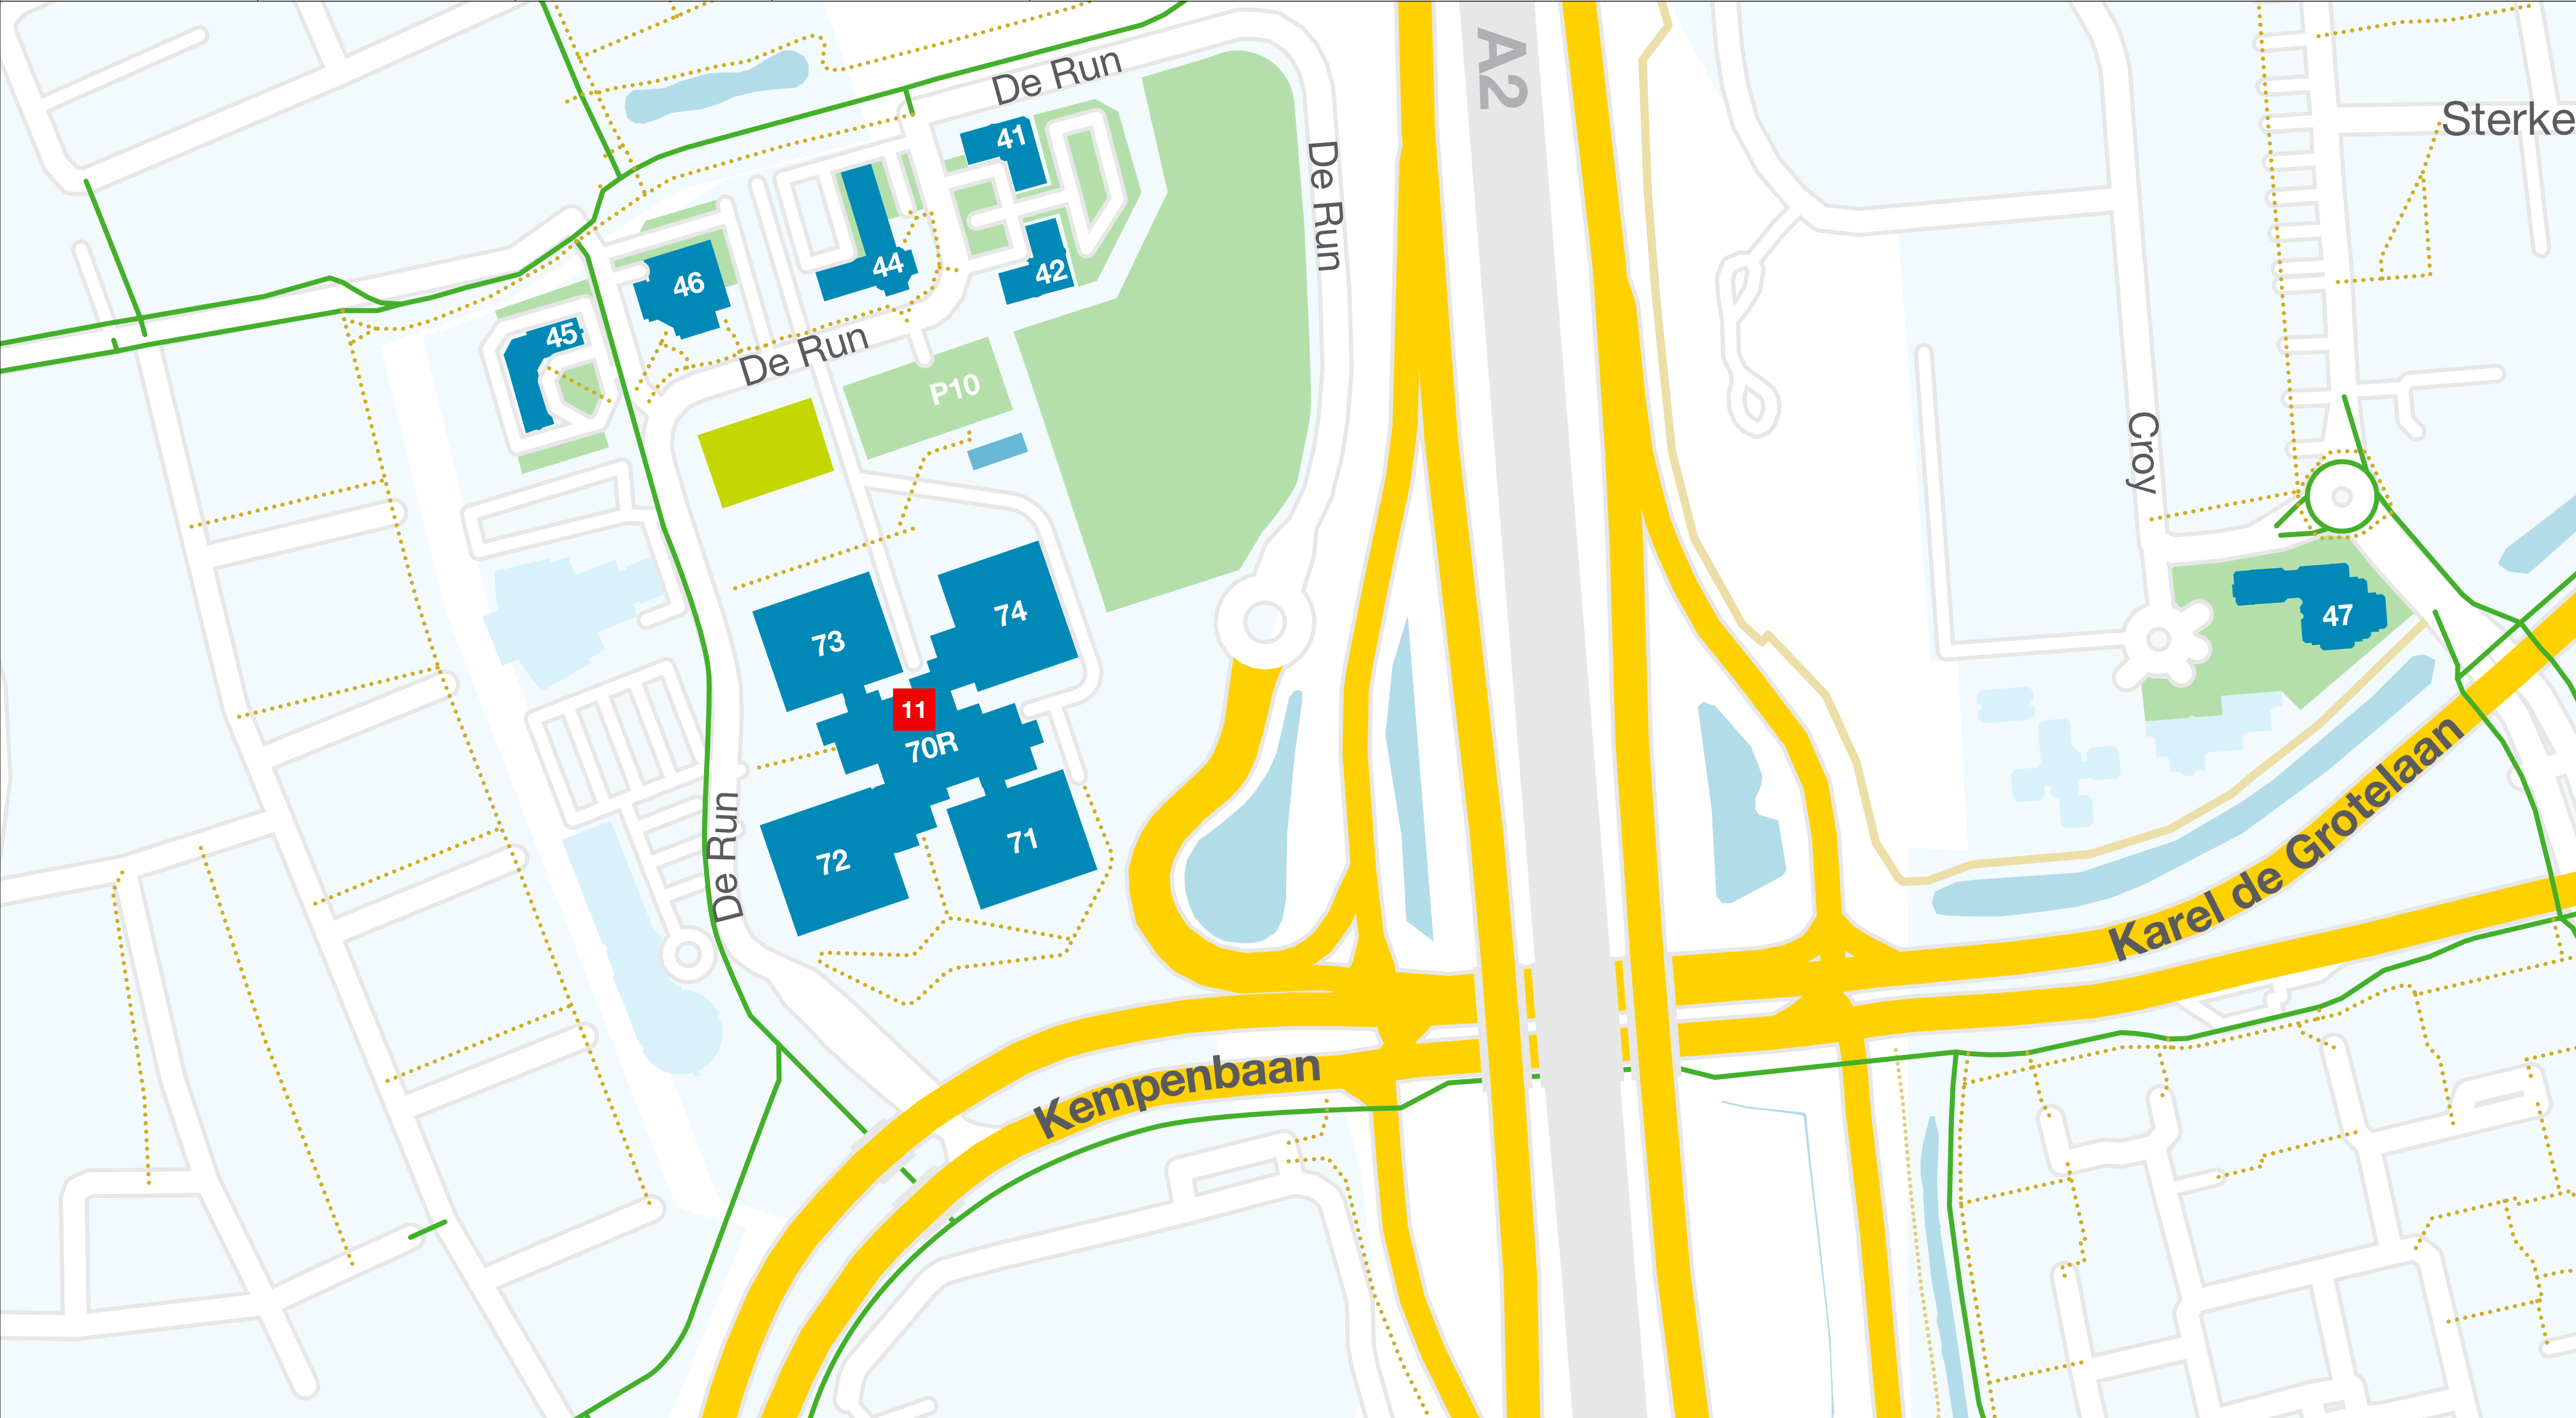 A2
De Run
Sterke
41
De Run
44
42
46
45
De Run
P10
Croy
74
47
73
11
70R
71
72
De Run
Karel de Grotelaan
Kempenbaan